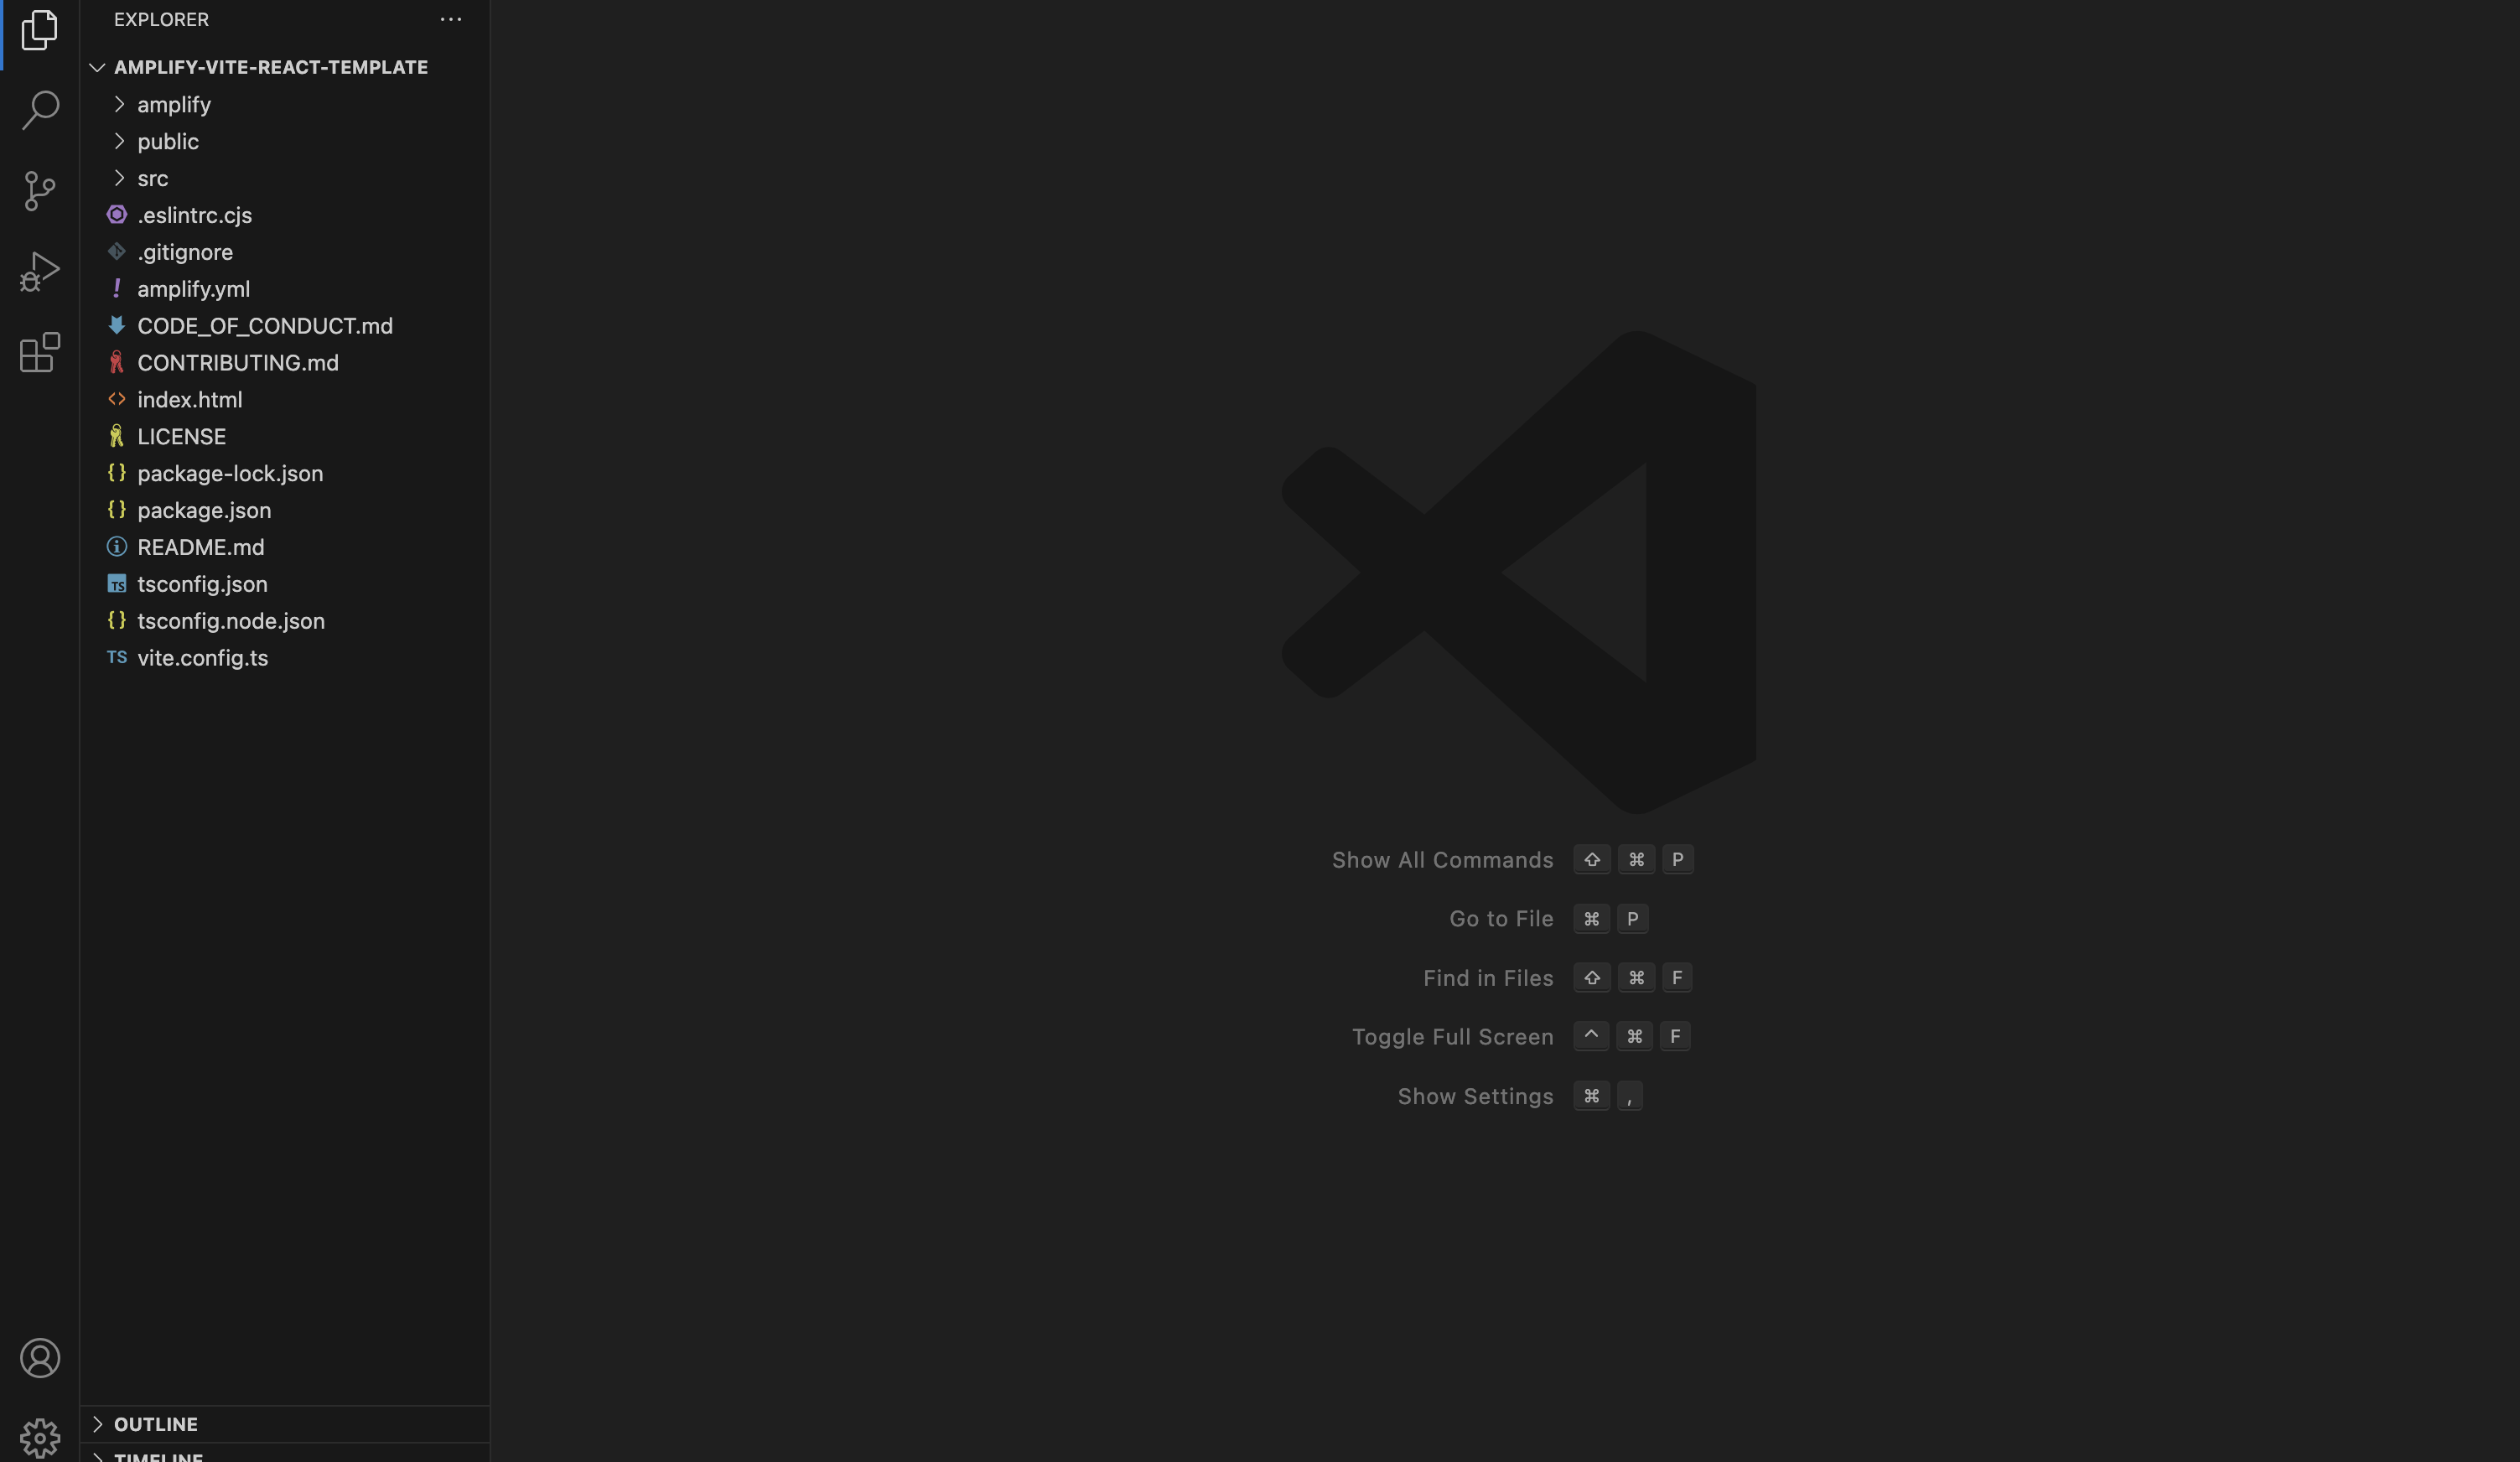 EXPLORER
AMPLIFY-VITE-REACT-TEMPLATE
amplify
public
src
.eslintrc.cjs
.gitignore
! amplify.yml
CODE_OF_CONDUCT.md
CONTRIBUTING.md
<> index.html
LICENSE
{} package-lock.json
{} package.json
README.md
TS tsconfig.json
{} tsconfig.node.json
TS vite.config.ts
Show All Commands ⇧ ⌘ P
Go to File ⌘ P
Find in Files ⇧ ⌘ F
Toggle Full Screen ^ ⌘ F
Show Settings ⌘ ,
OUTLINE
TIMELINE